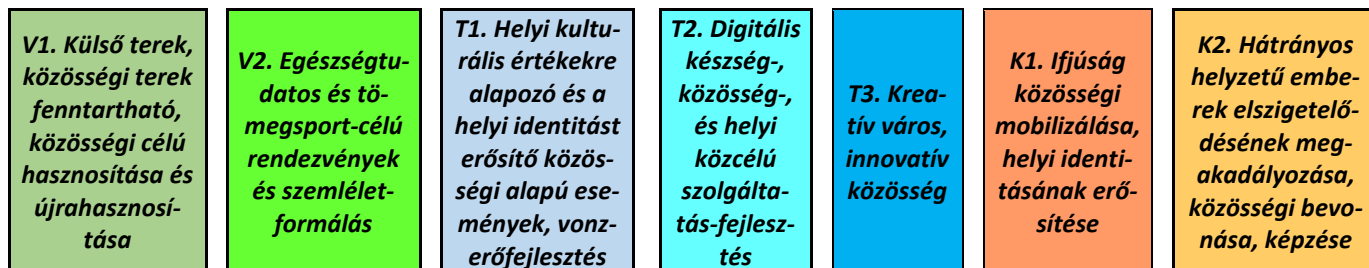 V1. Külső terek,
közösségi terek
fenntartható,
közösségi célú
hasznosítása és
újrahasznosí-
tása
V2. Egészségtu-
datos és tö-
megsport-célú
rendezvények
és szemlélet-
formálás
T1. Helyi kultu-
rális értékekre
alapozó és a
helyi identitást
erősítő közös-
ségi alapú ese-
mények, vonz-
erőfejlesztés
T2. Digitális
készség-,
közösség-,
és helyi
közcélú
szolgálta-
tás-fejlesz-
tés
T3. Krea-
tív város,
innovatív
közösség
K1. Ifjúság
közösségi
mobilizálása,
helyi identi-
tásának erő-
sítése
K2. Hátrányos
helyzetű embe-
rek elszigetelő-
désének meg-
akadályozása,
közösségi bevo-
nása, képzése